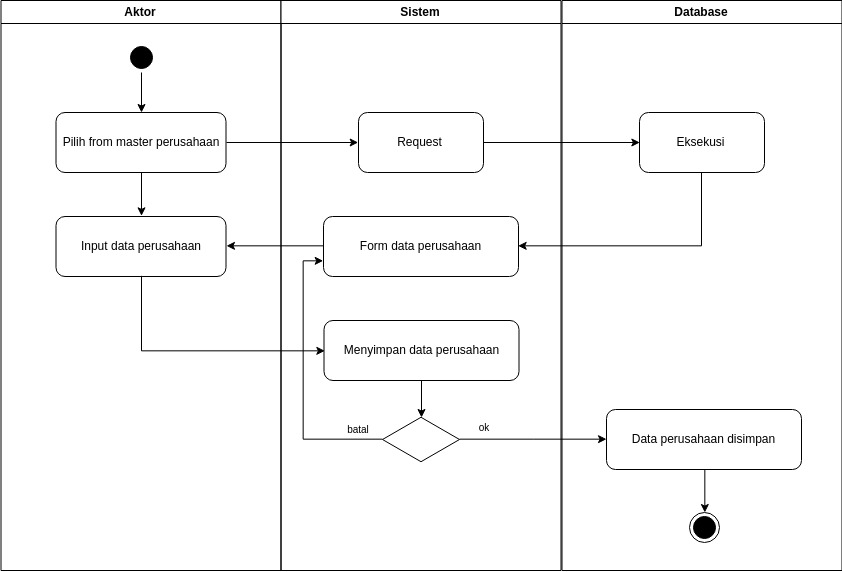 Aktor
Sistem
Database
Pilih from master perusahaan
Request
Eksekusi
Input data perusahaan
Form data perusahaan
Menyimpan data perusahaan
batal
ok
Data perusahaan disimpan